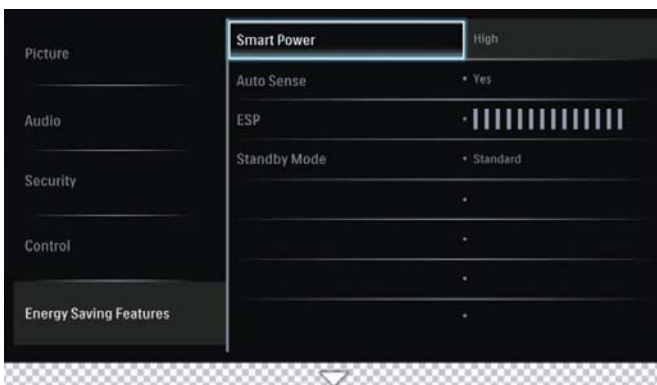 Picture
Audio
Security
Control
Energy Saving Features
Smart Power High
Auto Sense • Yes
ESP •
Standby Mode • Standard